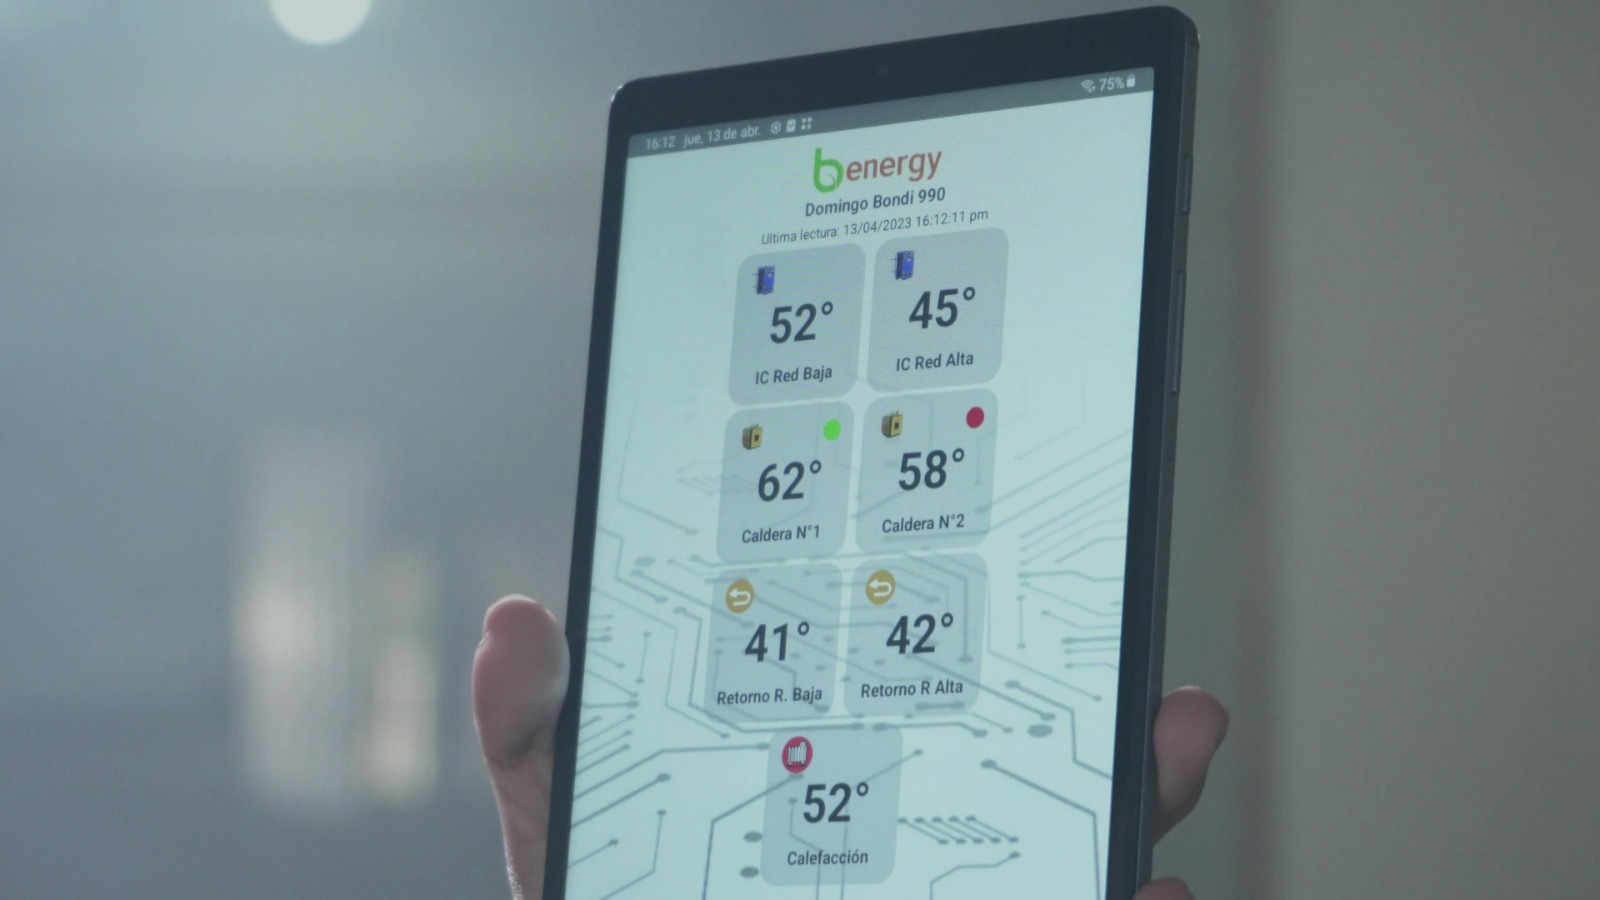 16:12 jue, 13 de abr.
75%
benergy
Domingo Bondi 990
Ultima lectura: 13/04/2023 16:12:11 pm
52°
IC Red Baja
45°
IC Red Alta
62°
Caldera N°1
58°
Caldera N°2
41°
Retorno R. Baja
42°
Retorno R Alta
52°
Calefacción